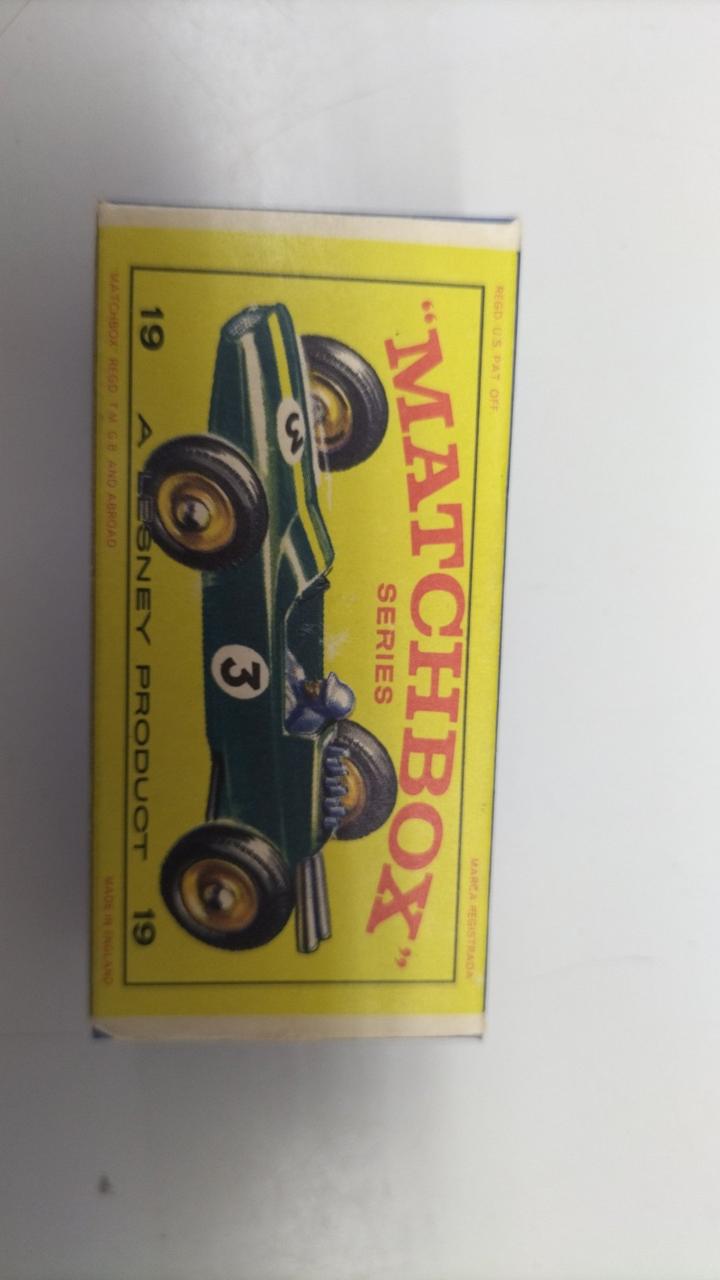 REGD. U.S. PAT. OFF.
MARCA REGISTRADA
"MATCHBOX"
SERIES
3
3
19 A LESNEY PRODUCT 19
MATCHBOX REGD. T.M. G.B. AND ABROAD
MADE IN ENGLAND